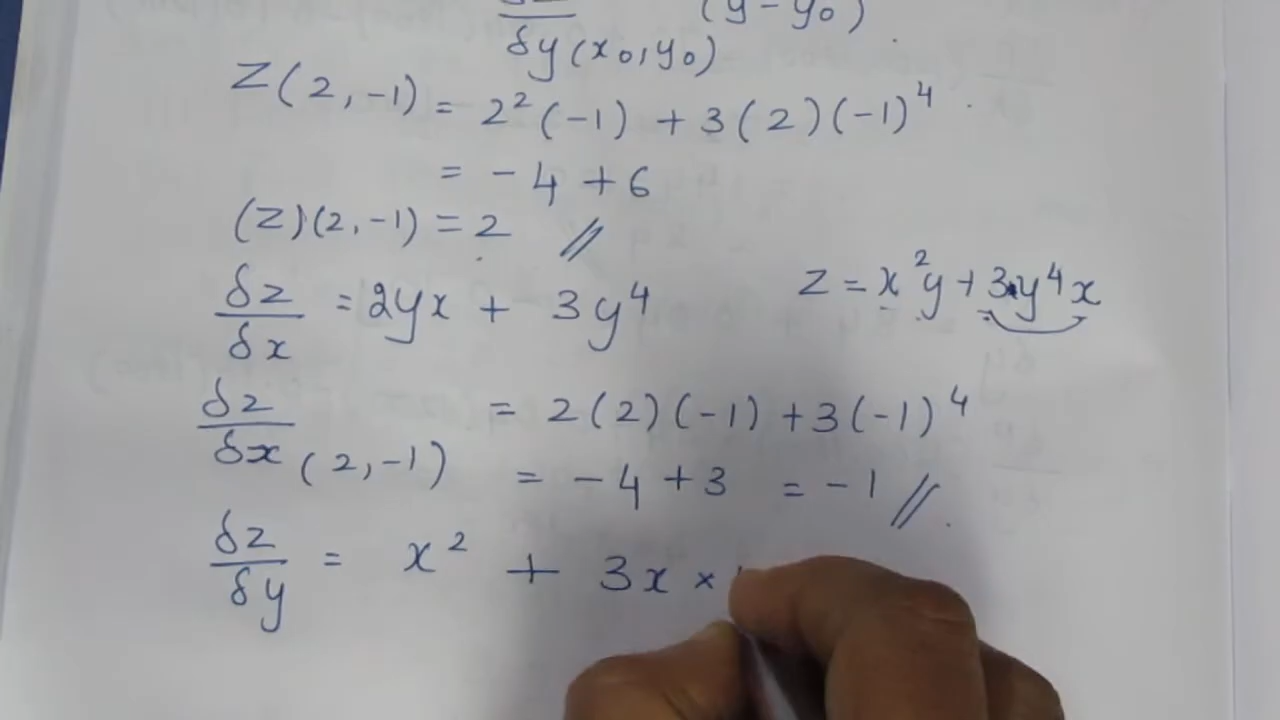 δy(x₀,y₀) (y-y₀)
Z(2,-1) = 2²(-1) + 3(2)(-1)⁴
= -4 + 6
(Z)(2,-1) = 2 //
δz/δx = 2yx + 3y⁴
z = x²y + 3y⁴x
δz/δx (2,-1) = 2(2)(-1) + 3(-1)⁴
= -4 + 3 = -1 //
δz/δy = x² + 3x ×